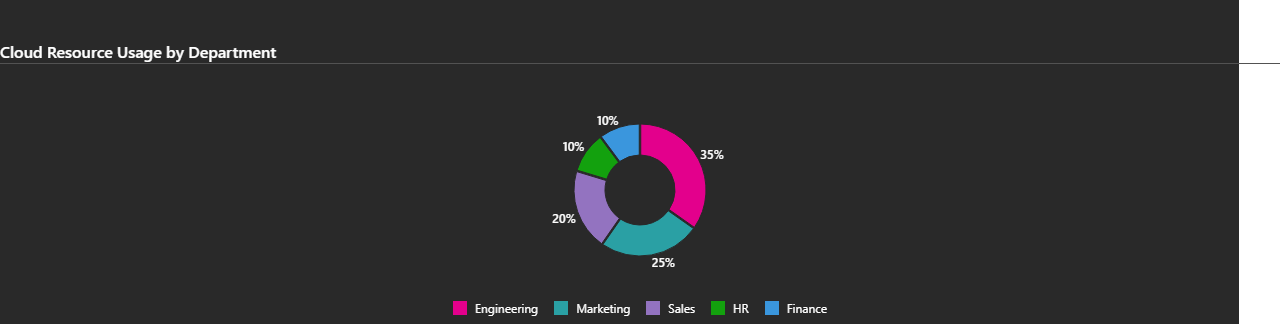 Cloud Resource Usage by Department
10%
35%
10%
20%
25%
Engineering Marketing Sales HR Finance